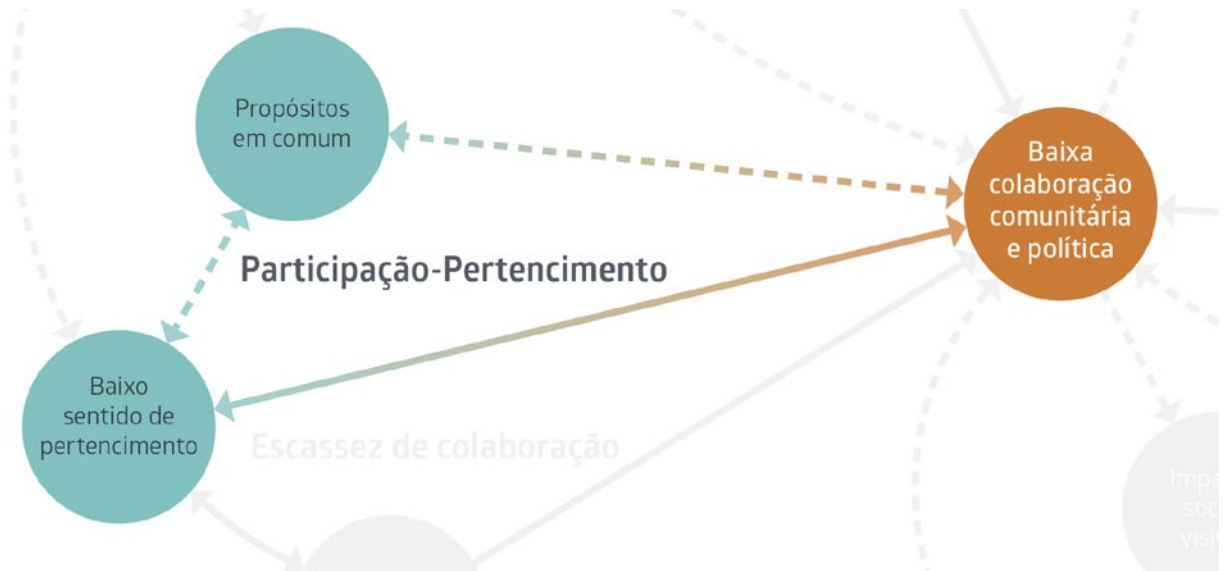 Propósitos
em comum
Baixa
colaboração
comunitária
e política
Participação-Pertencimento
Baixo
sentido de
pertencimento
Escassez de colaboração